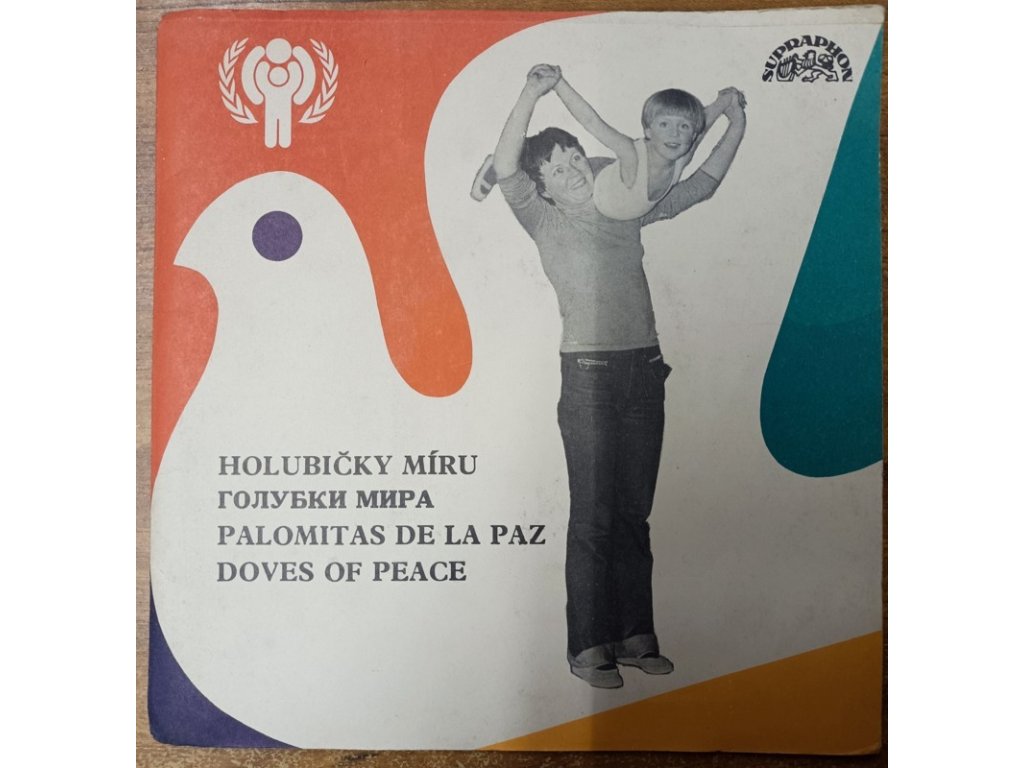 SUPRAPHON
HOLUBIČKY MÍRU
ГОЛУБКИ МИРА
PALOMITAS DE LA PAZ
DOVES OF PEACE